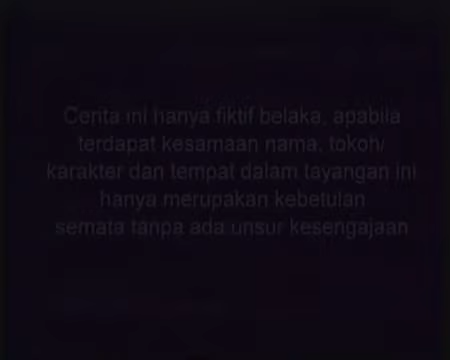 Cerita ini hanya fiktif belaka, apabila
terdapat kesamaan nama, tokoh/
karakter dan tempat dalam tayangan ini
hanya merupakan kebetulan
semata tanpa ada unsur kesengajaan